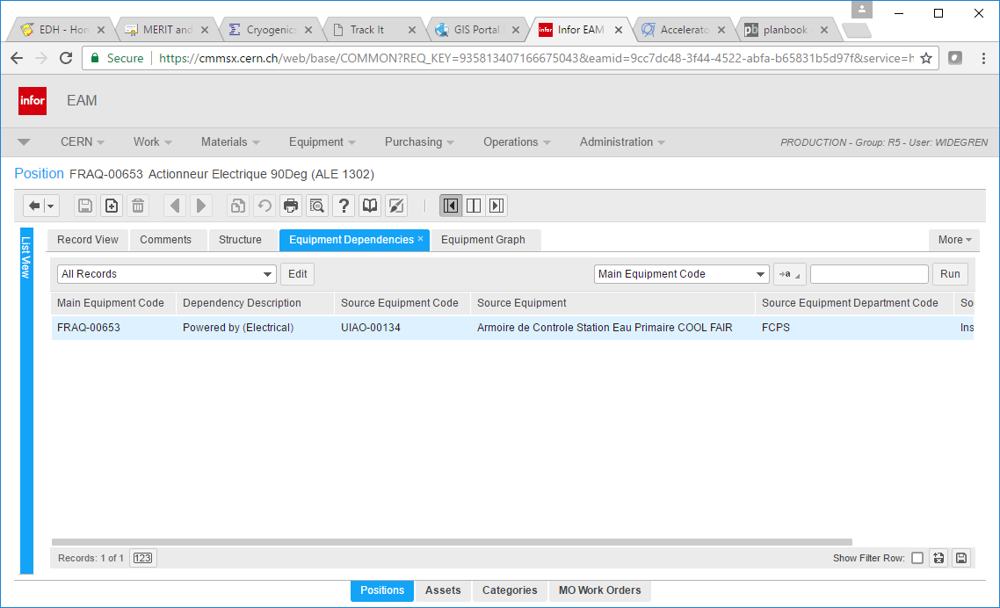 EDH - Hon
MERIT and
Cryogenics
Track It
GIS Portal
infor Infor EAM
Accelerato
pb planbook -
Secure https://cmmsx.cern.ch/web/base/COMMON?REQ_KEY=935813407166675043&eamid=9cc7dc48-3f44-4522-abfa-b65831b5d97f&service=h
infor EAM
CERN Work Materials Equipment Purchasing Operations Administration PRODUCTION - Group: R5 - User: WIDEGREN
Position FRAQ-00653 Actionneur Electrique 90Deg (ALE 1302)
?
List View
Record View Comments Structure Equipment Dependencies × Equipment Graph More
All Records Edit Main Equipment Code a Run
Main Equipment Code Dependency Description Source Equipment Code Source Equipment Source Equipment Department Code So
FRAQ-00653 Powered by (Electrical) UIAO-00134 Armoire de Controle Station Eau Primaire COOL FAIR FCPS Ins
Records: 1 of 1 123 Show Filter Row:
Positions Assets Categories MO Work Orders